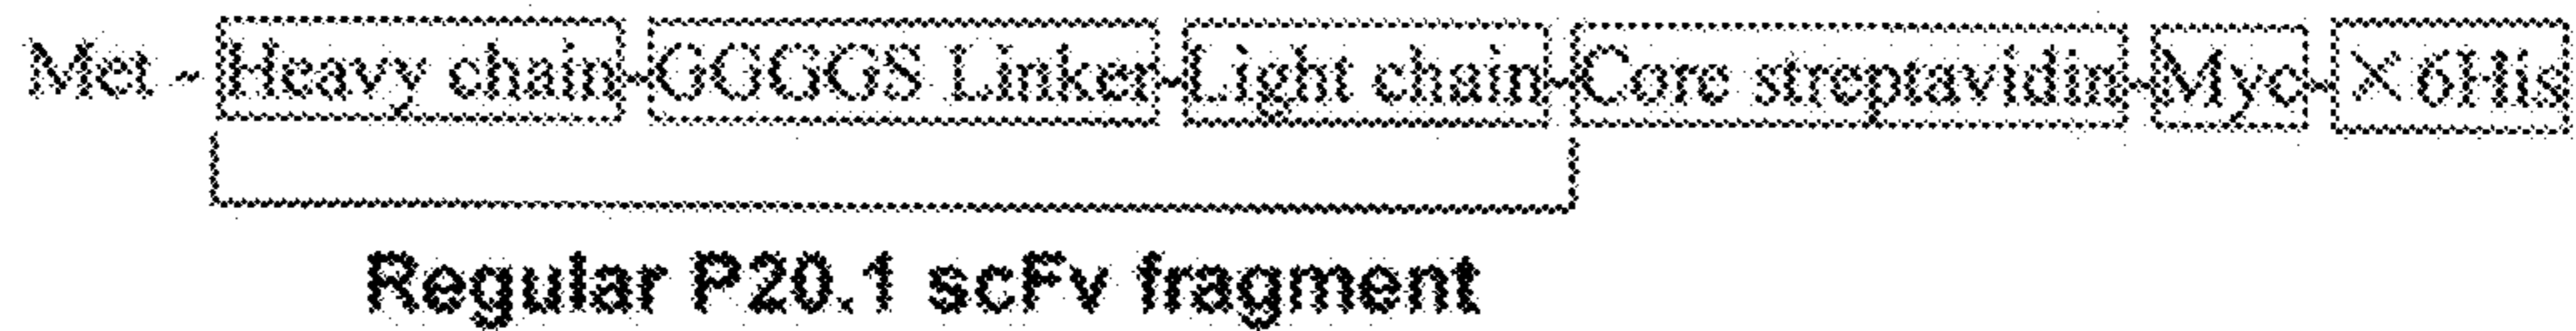 Met - Heavy chain - GGGGS Linker - Light chain - Core streptavidin - Myc - ×6His
Regular P20.1 scFv fragment